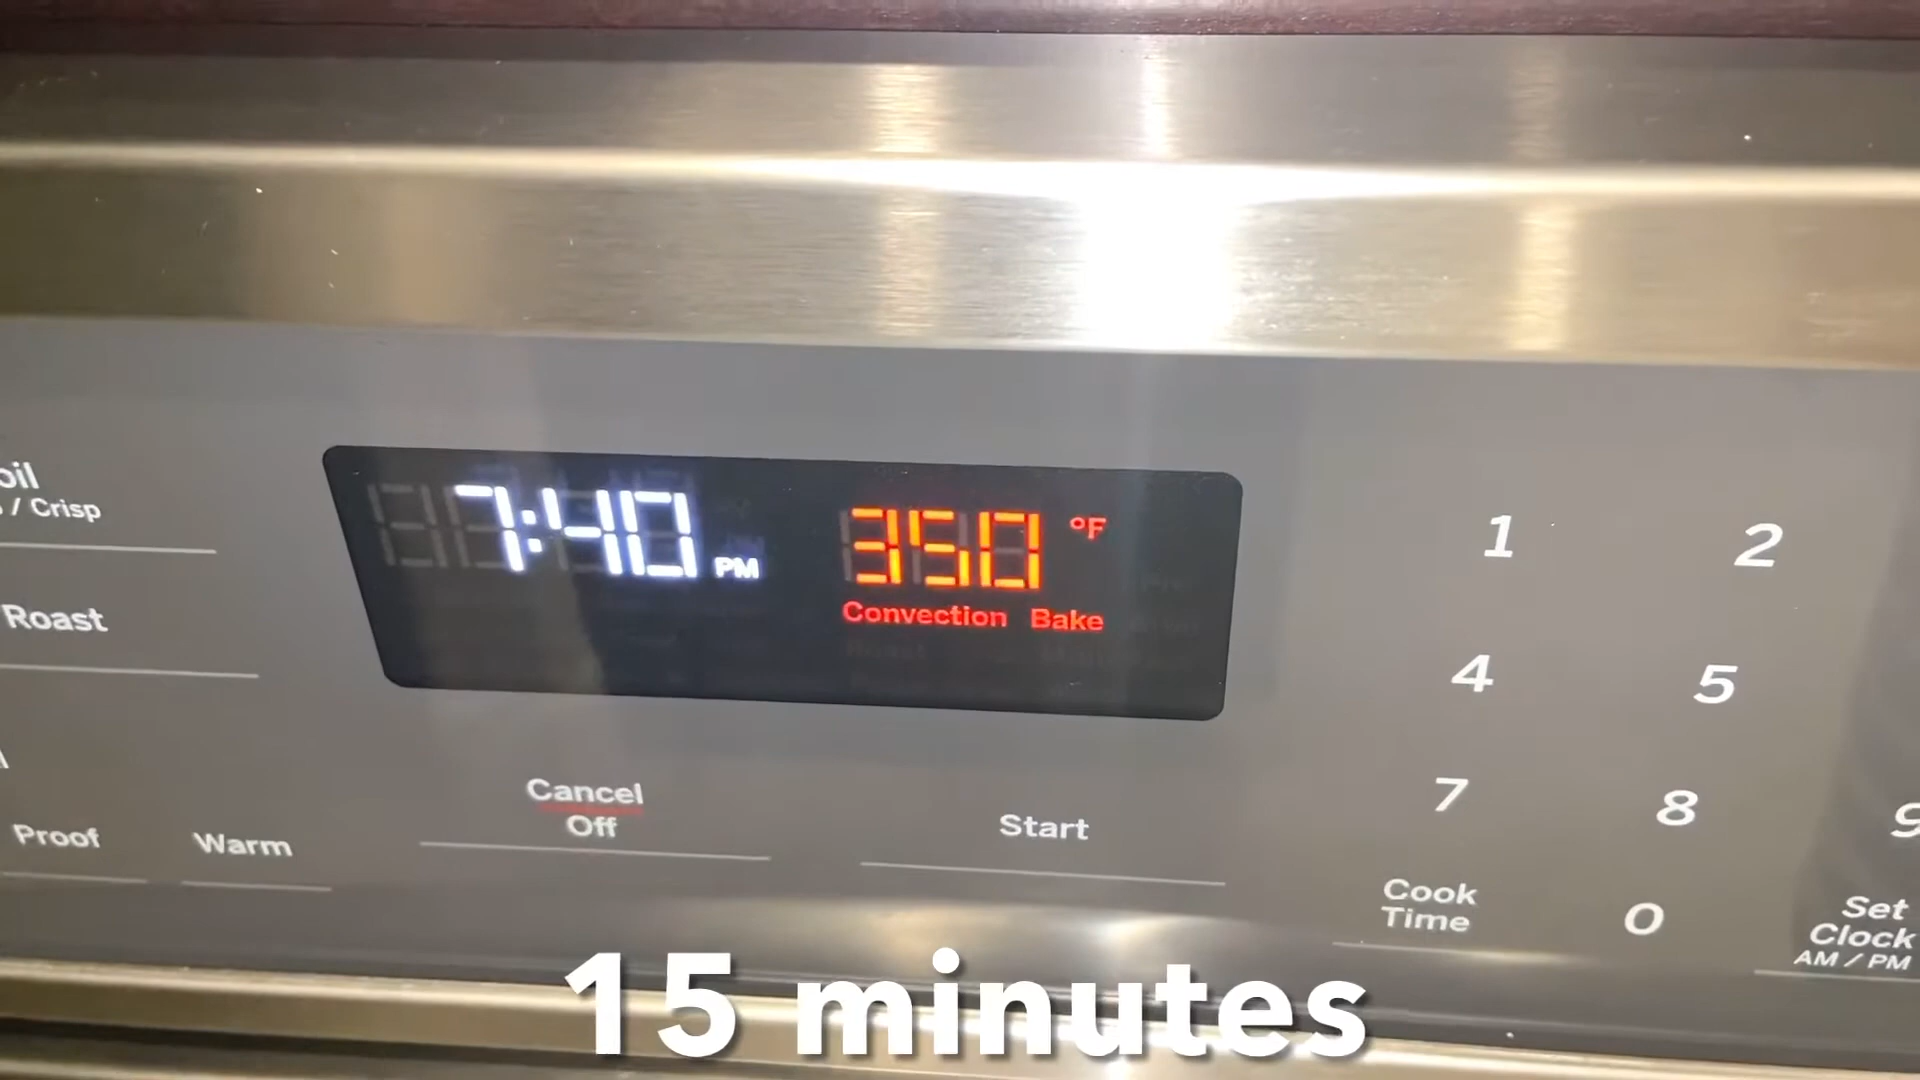 / Crisp
Roast
Proof
Warm
7:40 PM
350 °F
Convection Bake
Cancel
Off
Start
1 2
4 5
7 8 9
Cook
Time
0
Set
Clock
AM / PM
15 minutes